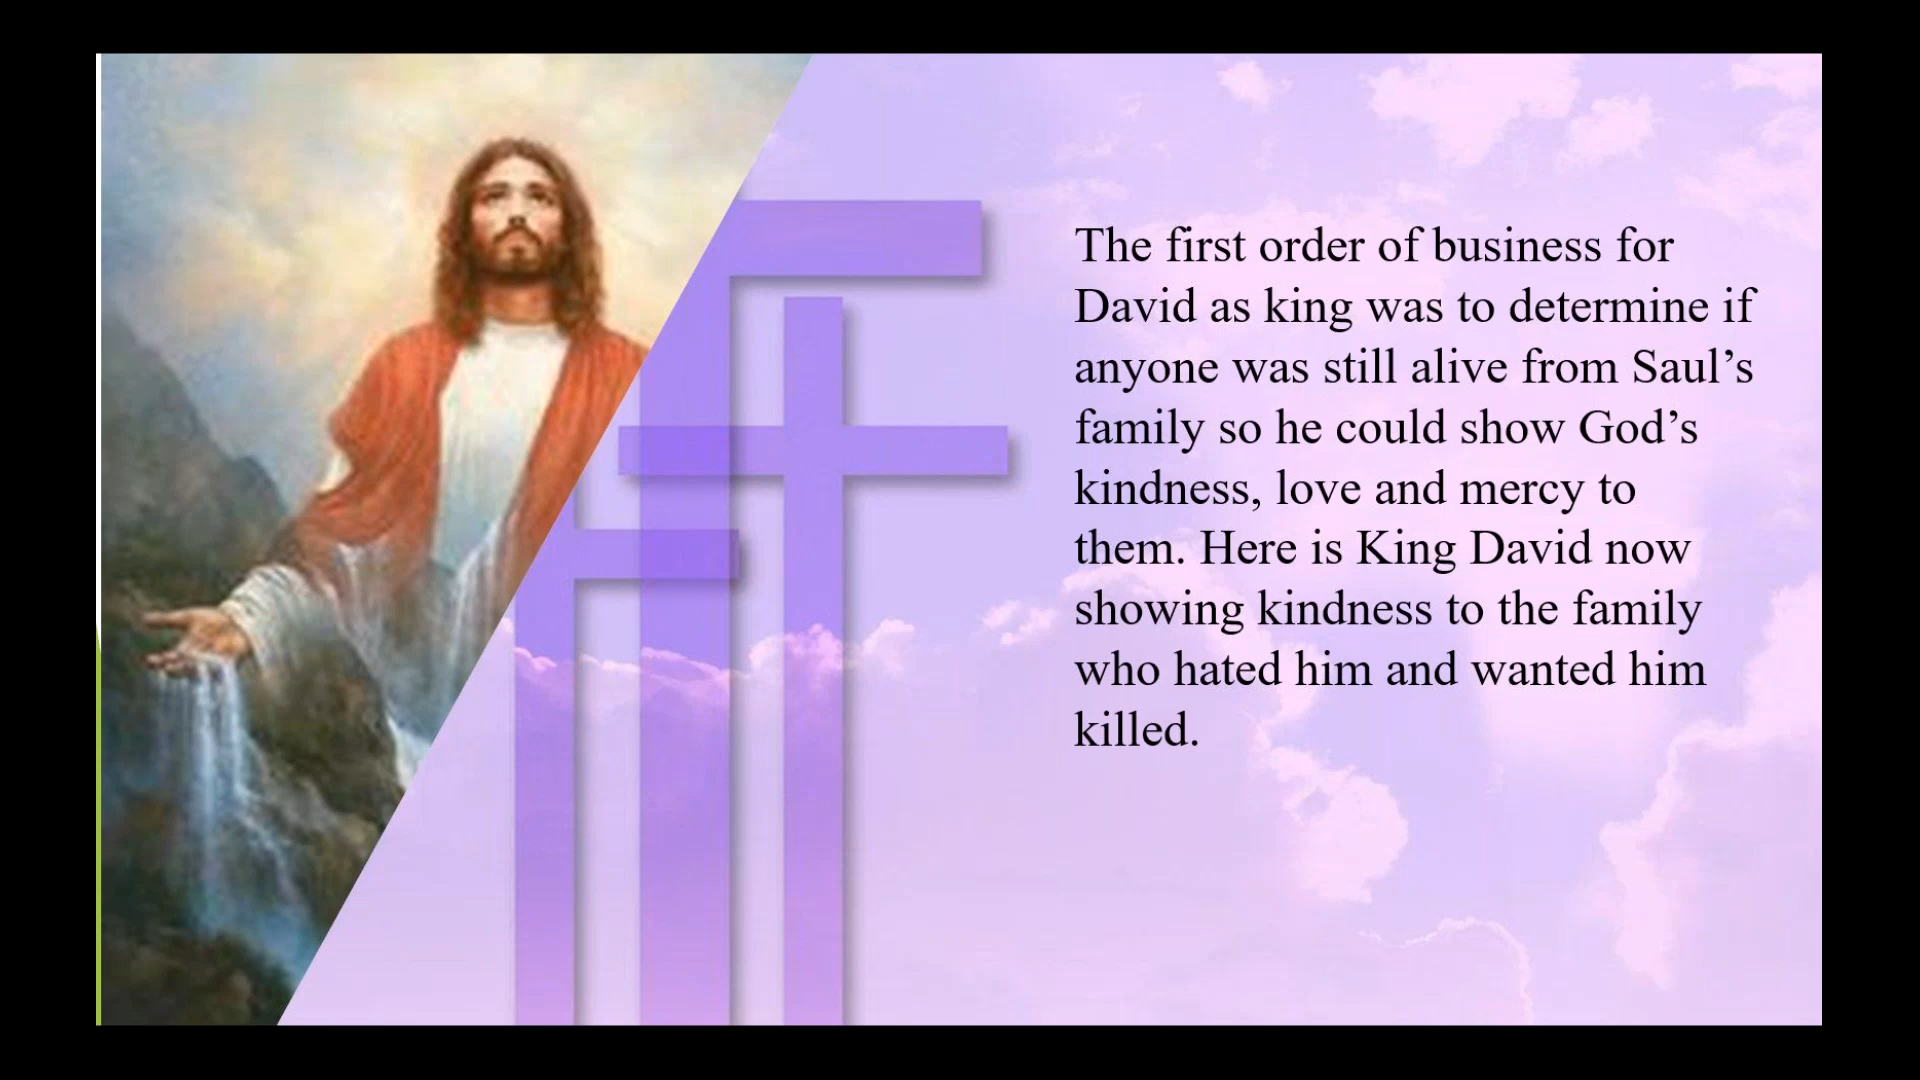 The first order of business for
David as king was to determine if
anyone was still alive from Saul’s
family so he could show God’s
kindness, love and mercy to
them. Here is King David now
showing kindness to the family
who hated him and wanted him
killed.